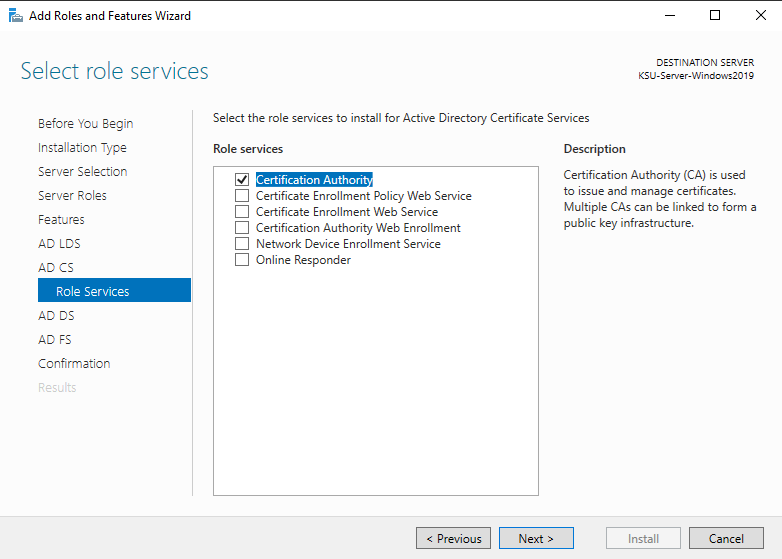 Add Roles and Features Wizard
Select role services
DESTINATION SERVER
KSU-Server-Windows2019
Before You Begin
Installation Type
Server Selection
Server Roles
Features
AD LDS
AD CS
Role Services
AD DS
AD FS
Confirmation
Results
Select the role services to install for Active Directory Certificate Services
Role services
Certification Authority
Certificate Enrollment Policy Web Service
Certificate Enrollment Web Service
Certification Authority Web Enrollment
Network Device Enrollment Service
Online Responder
Description
Certification Authority (CA) is used
to issue and manage certificates.
Multiple CAs can be linked to form a
public key infrastructure.
< Previous
Next >
Install
Cancel